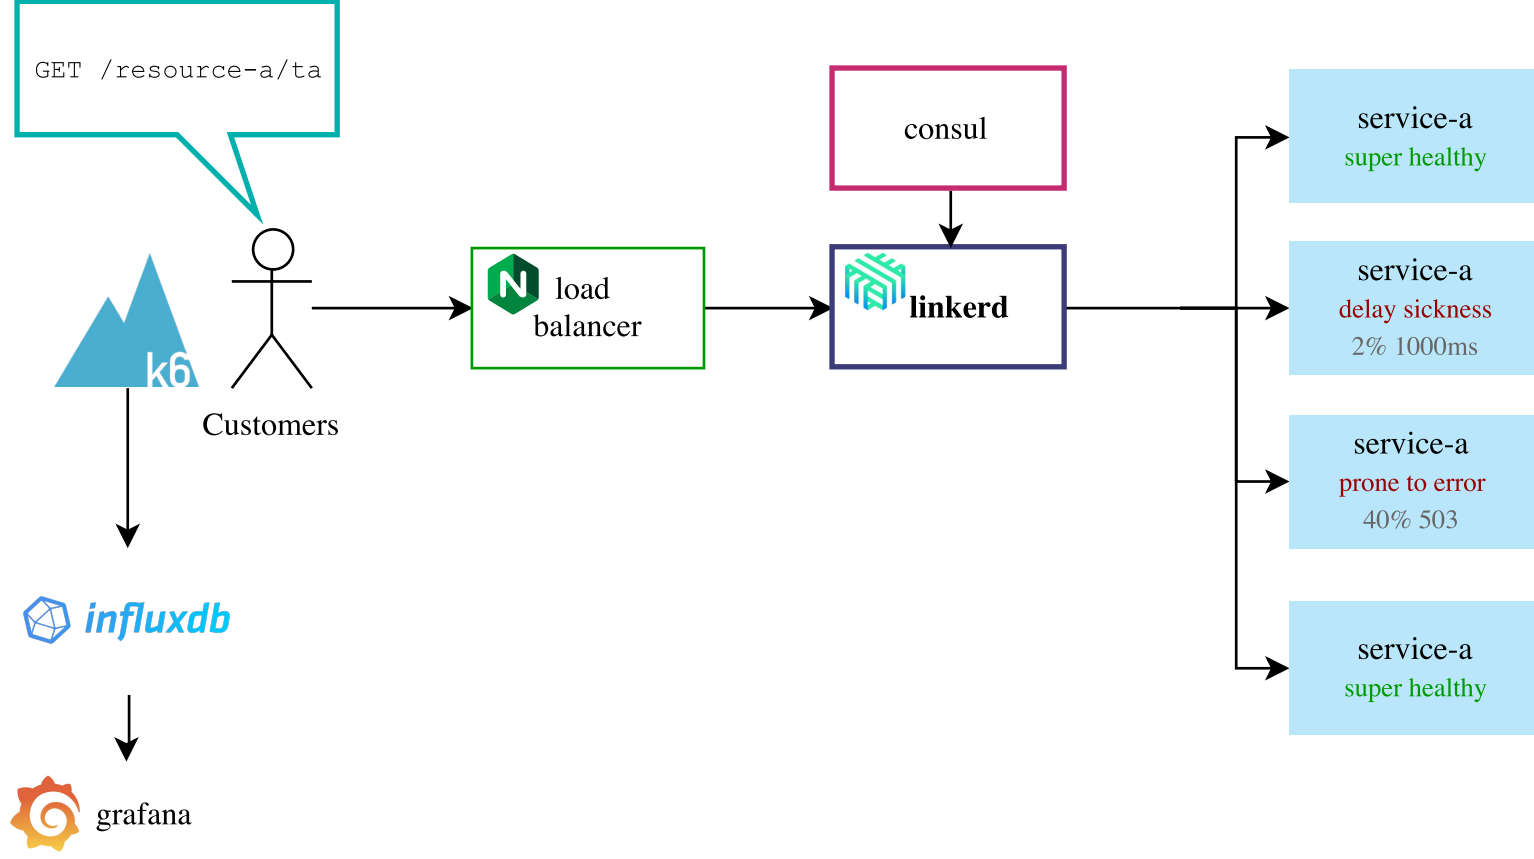 GET /resource-a/ta
consul
service-a
super healthy
load
balancer
linkerd
service-a
delay sickness
2% 1000ms
k6
Customers
service-a
prone to error
40% 503
influxdb
service-a
super healthy
grafana